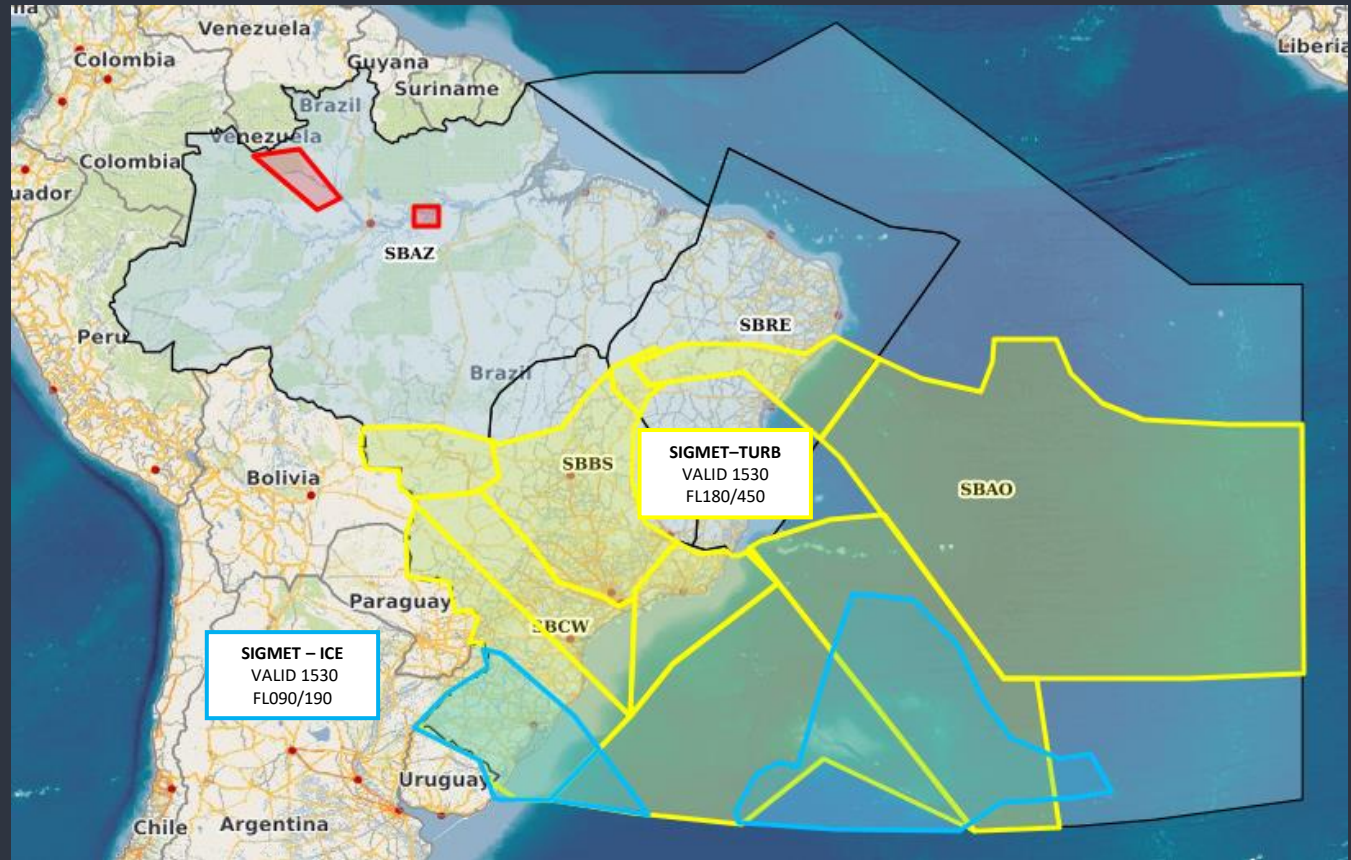 Venezuela
Colombia
Guyana
Suriname
Liberia
Brazil
Venezuela
Colombia
uador
SBAZ
Peru
SBRE
Brazil
SBBS
SIGMET–TURB
VALID 1530
FL180/450
Bolivia
SBAO
Paraguay
SBCW
SIGMET – ICE
VALID 1530
FL090/190
Uruguay
Chile
Argentina